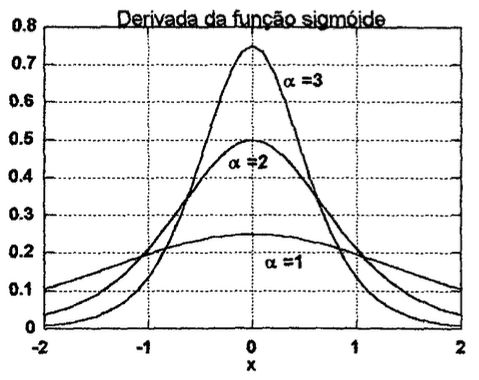 Derivada da função sigmóide
0.8
0.7
0.6
0.5
0.4
0.3
0.2
0.1
0
α =3
α =2
α =1
-2 -1 0 1 2
x